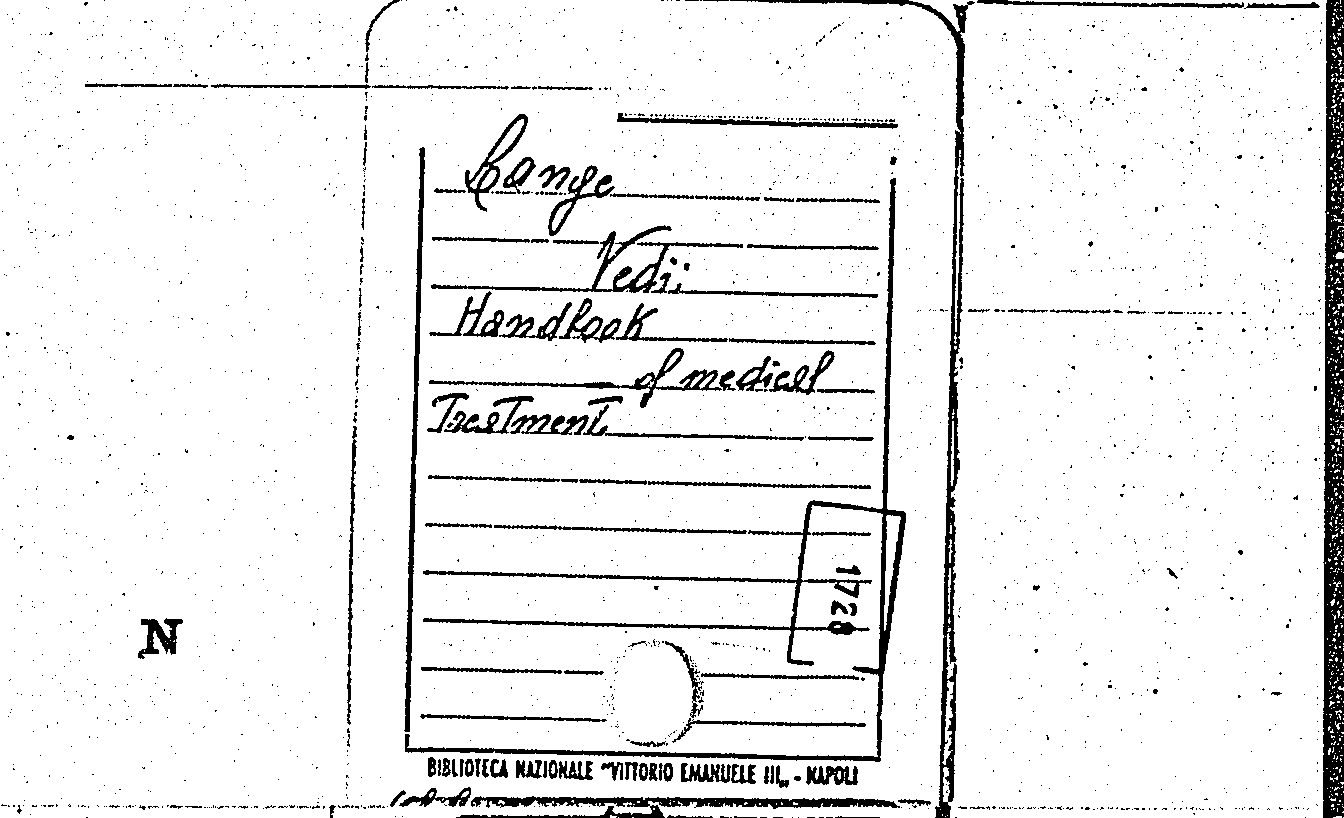 Lange
Vedi:
Handbook
of medical
Treatment
1728
N
BIBLIOTECA NAZIONALE "VITTORIO EMANUELE III„ - NAPOLI